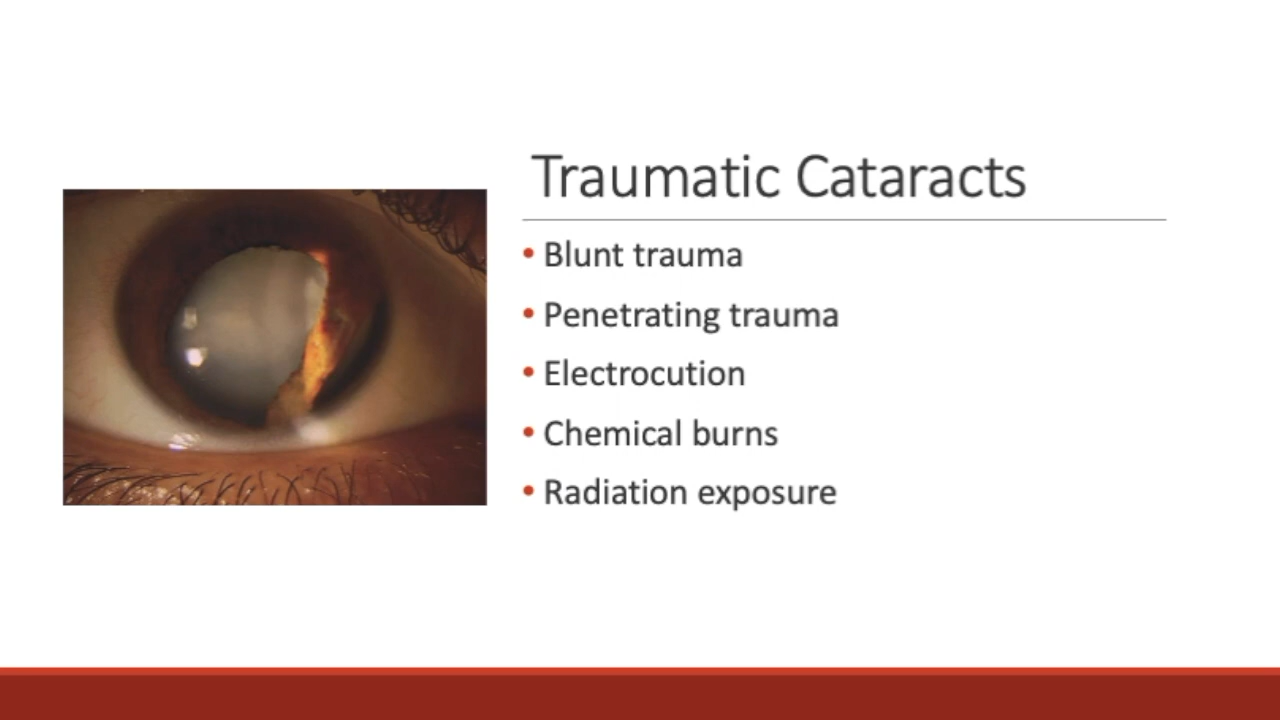 Traumatic Cataracts
• Blunt trauma
• Penetrating trauma
• Electrocution
• Chemical burns
• Radiation exposure